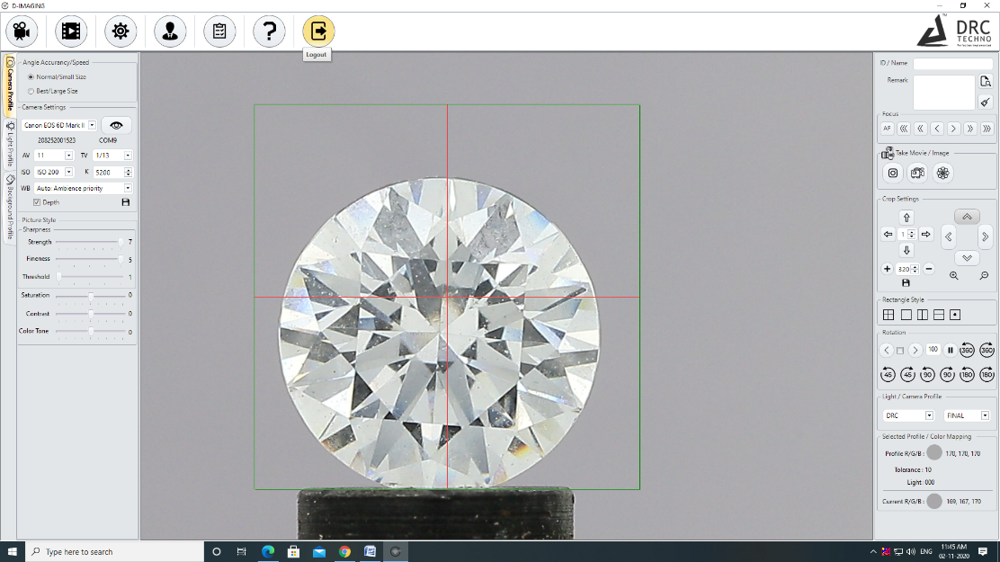 D-IMAGING
DRC
TECHNO
Logout
Camera Profile
Light Profile
Background Profile
Angle Accurancy/Speed
Normal/Small Size
Best/Large Size
Camera Settings
Canon EOS 6D Mark II
208252001523 COM9
AV 11 TV 1/13
ISO ISO 200 K 5200
WB Auto: Ambience priority
Depth
Picture Style
Sharpness
Strength 7
Fineness 5
Threshold 1
Saturation 0
Contrast 0
Color Tone 0
ID / Name
Remark
Focus
AF
Take Movie / Image
Crop Settings
1
320
Rectangle Style
Rotation
100 360 360
45 45 90 90 180 180
Light / Camera Profile
DRC FINAL
Selected Profile / Color Mapping
Profile R/G/B : 170, 170, 170
Tolerance : 10
Light : 000
Current R/G/B : 169, 167, 170
Type here to search
ENG
11:45 AM
02-11-2020